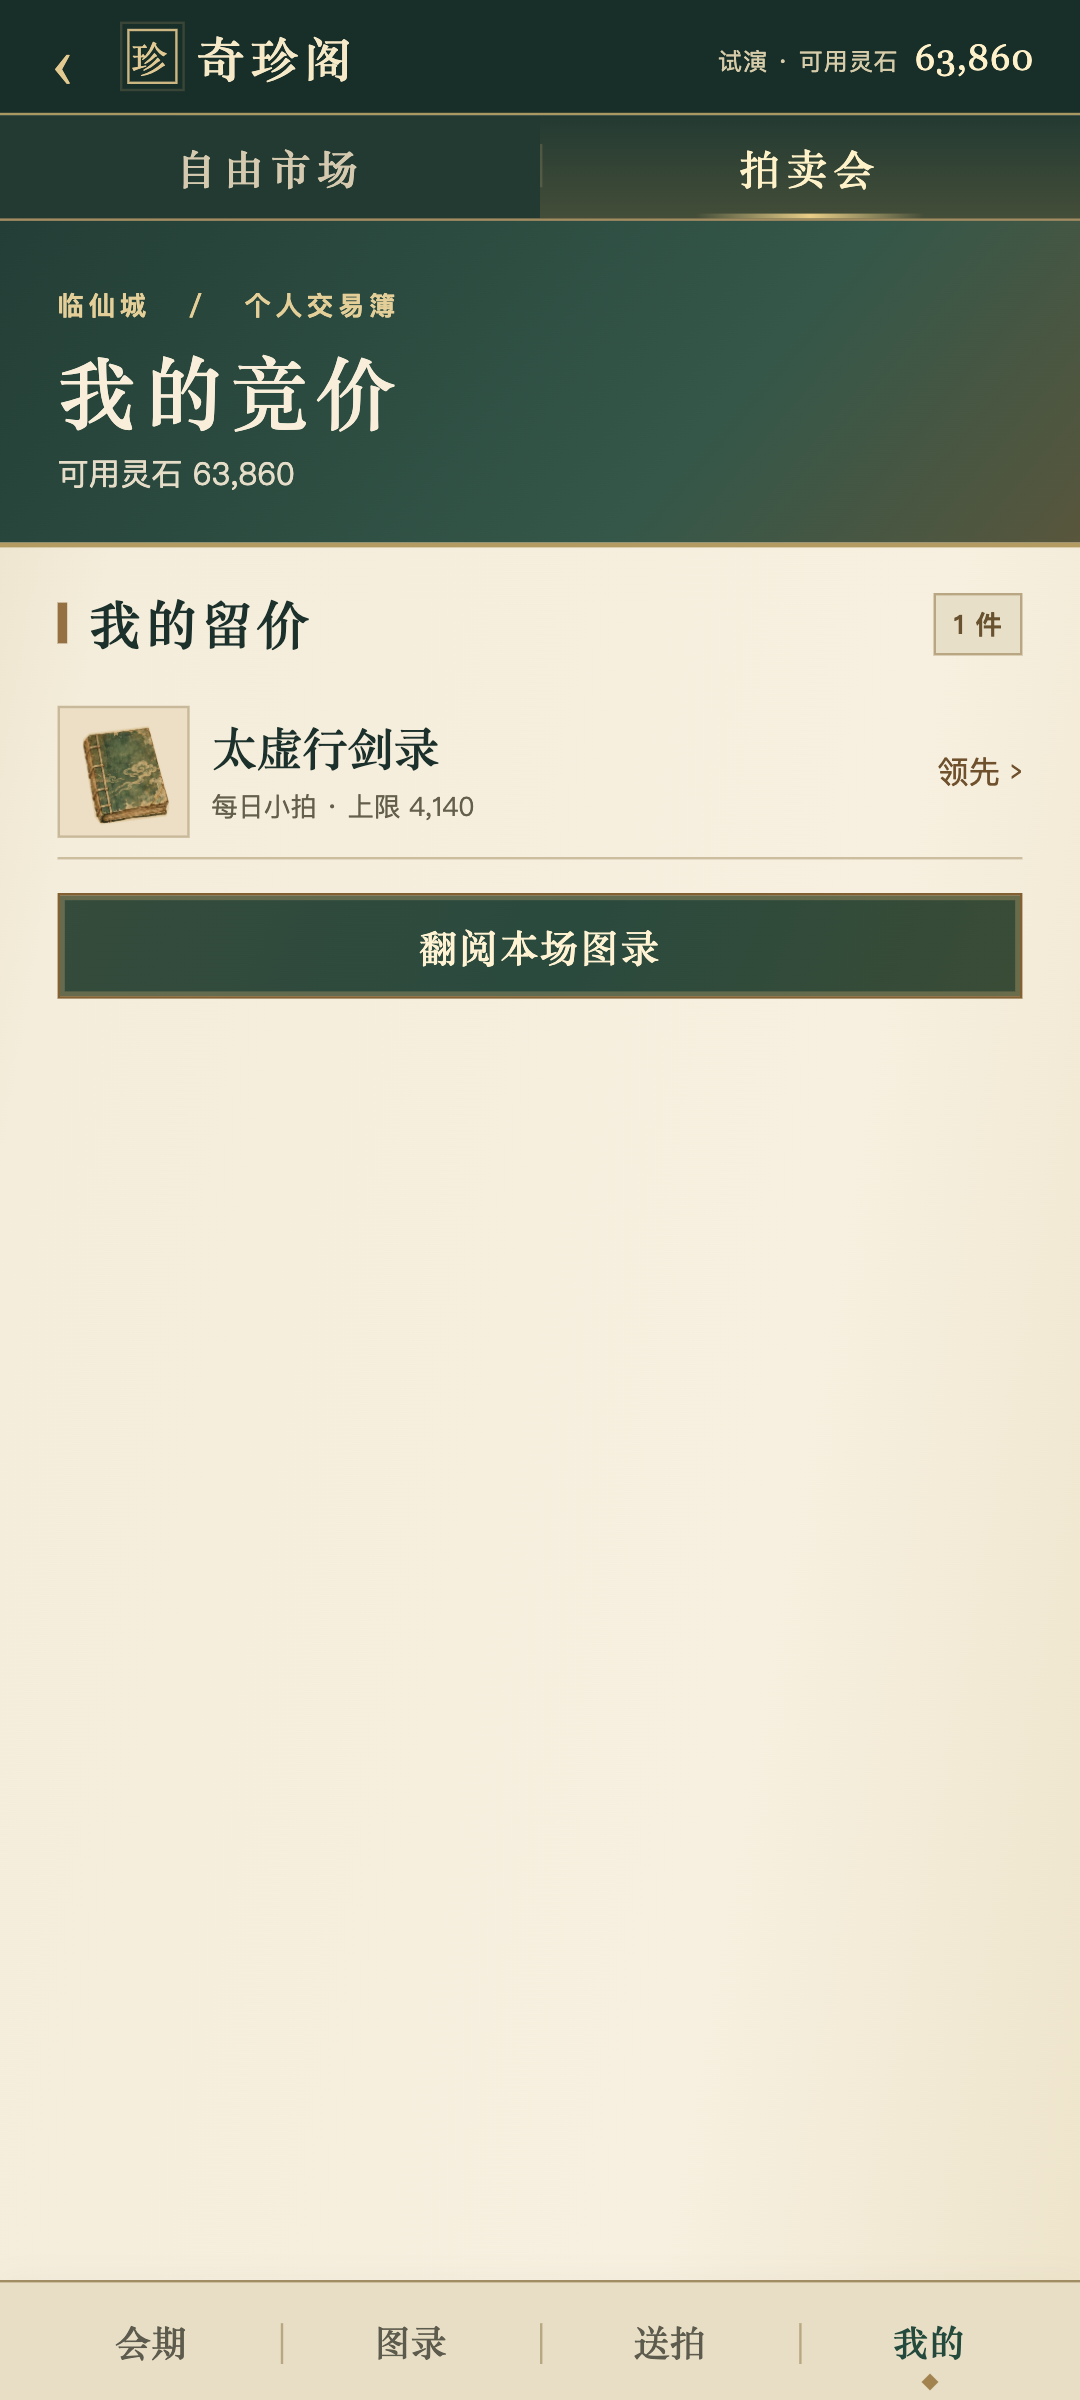 ‹ 珍 奇珍阁 试演 · 可用灵石 63,860
自由市场 拍卖会
临仙城 / 个人交易簿
我的竞价
可用灵石 63,860
我的留价 1 件
太虚行剑录
每日小拍 · 上限 4,140
领先 ›
翻阅本场图录
会期 图录 送拍 我的